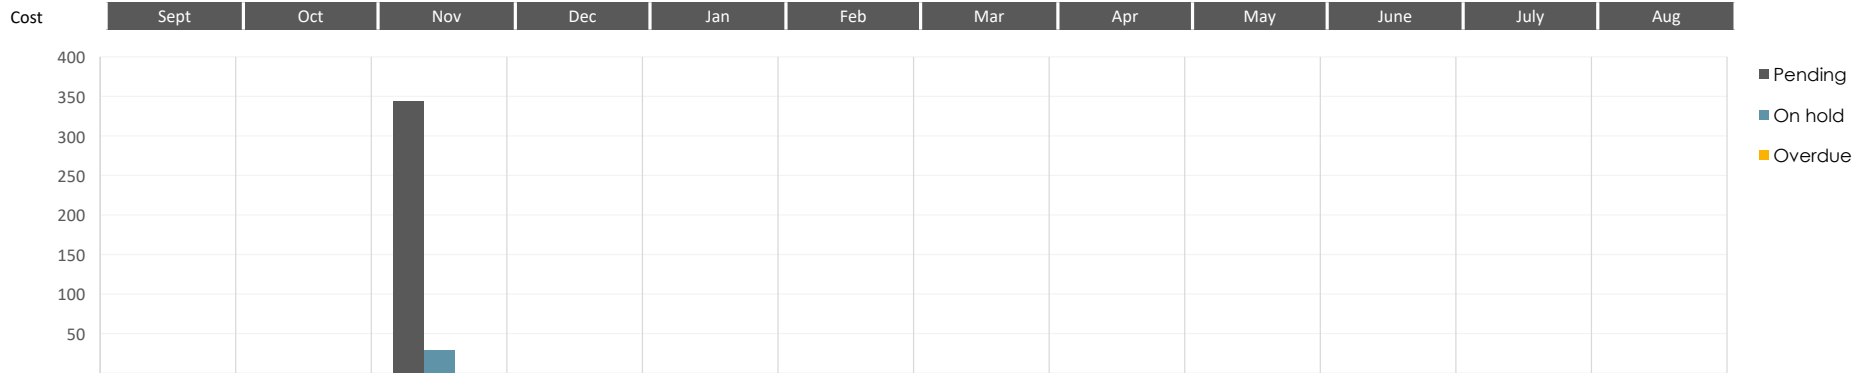 Cost Sept Oct Nov Dec Jan Feb Mar Apr May June July Aug
400
350
300
250
200
150
100
50
Pending
On hold
Overdue